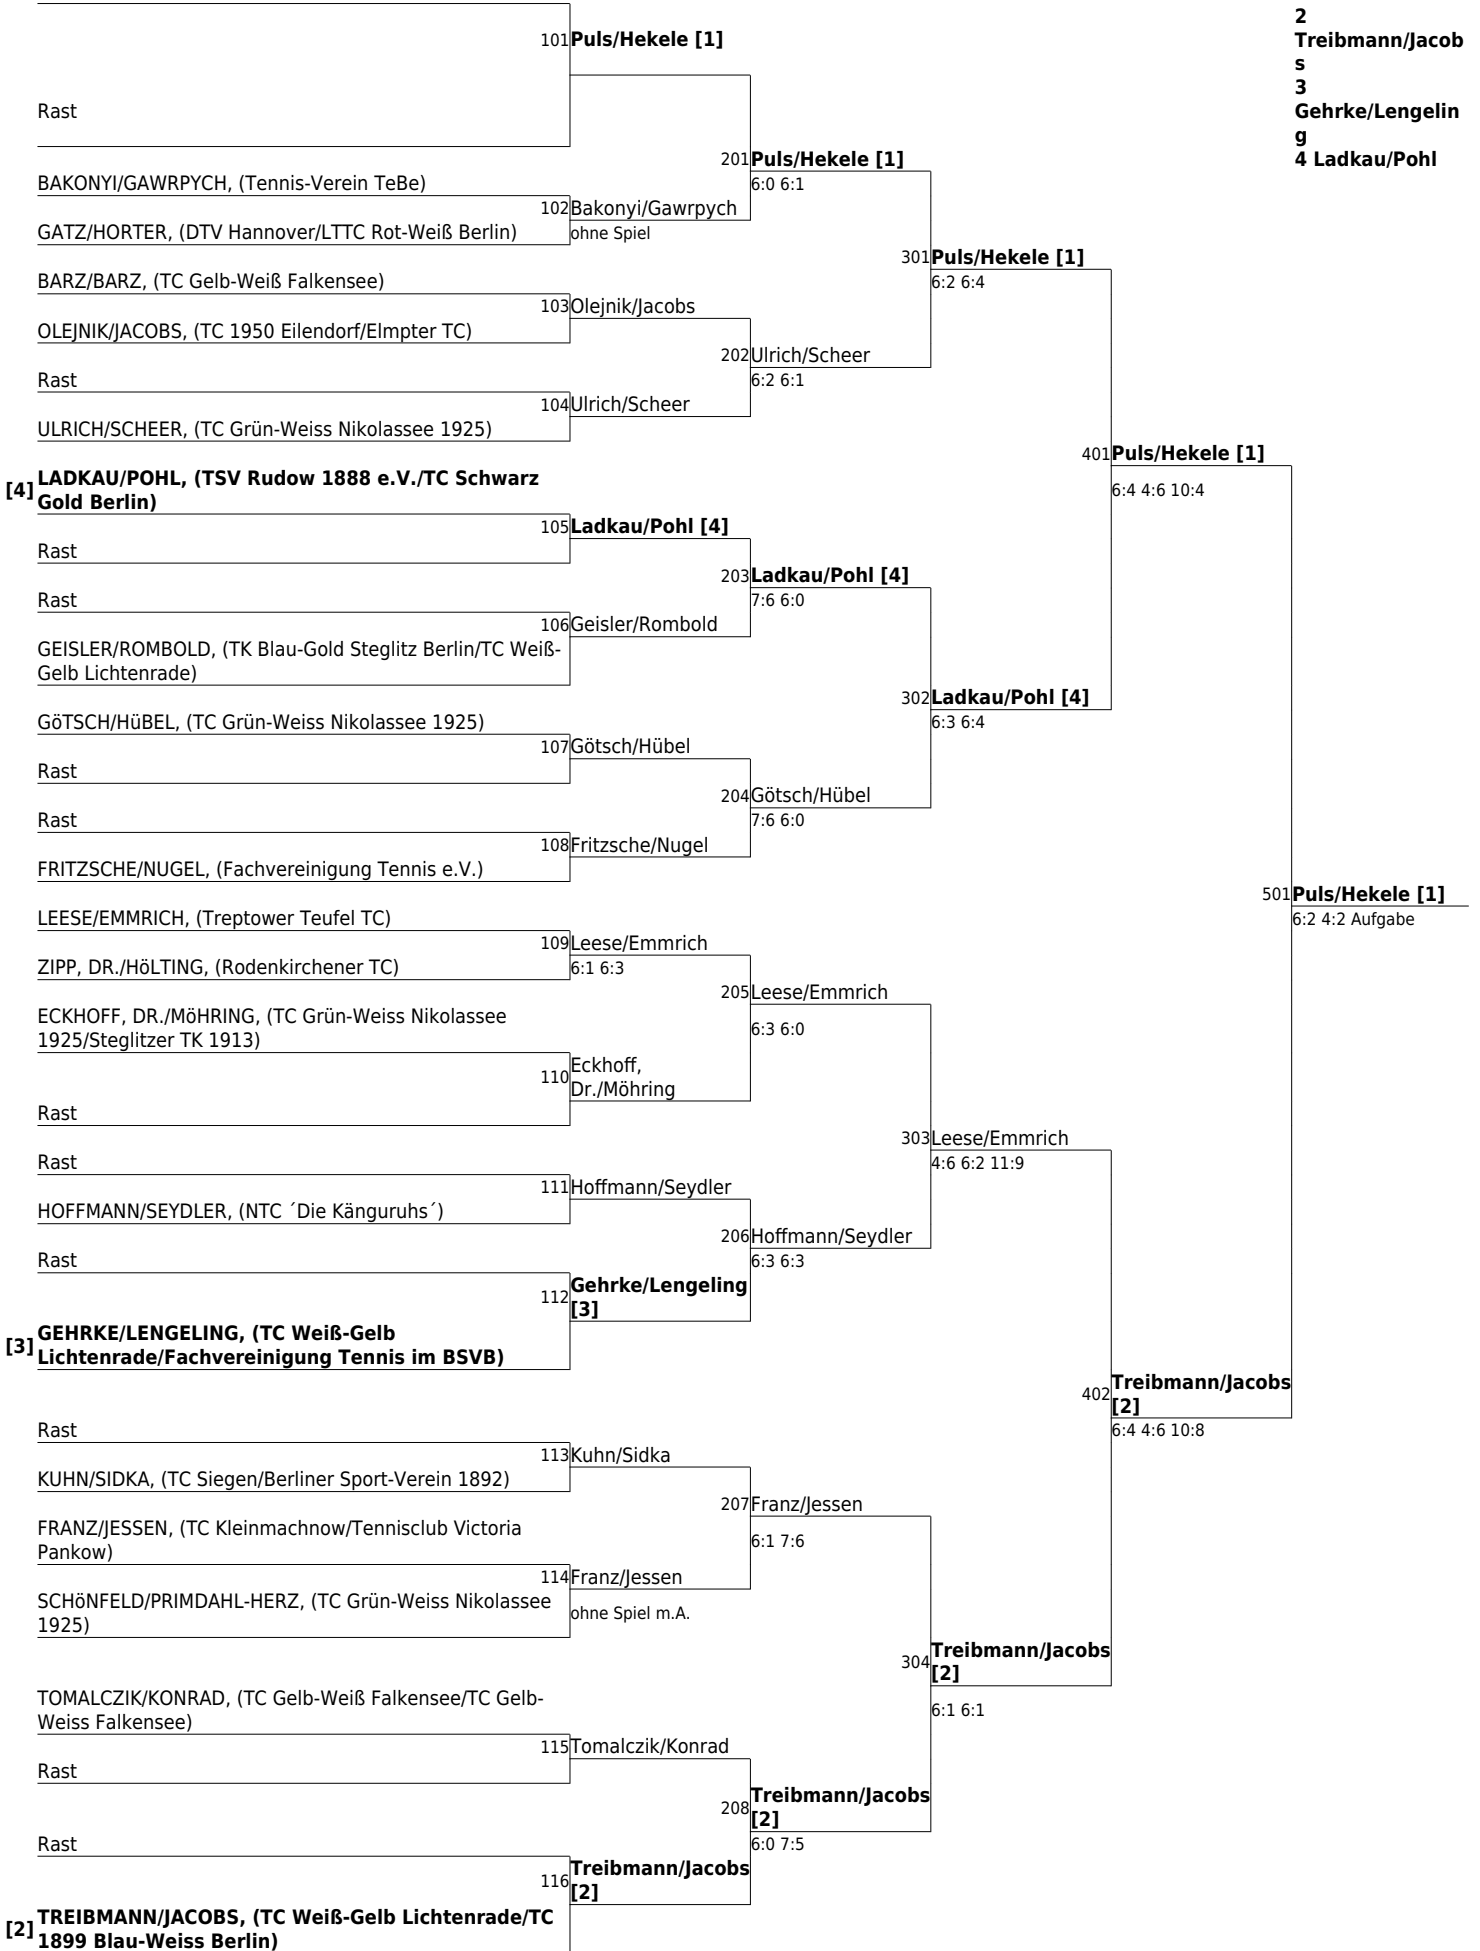 2
Treibmann/Jacob
s
3
Gehrke/Lengelin
g
4 Ladkau/Pohl
101 Puls/Hekele [1]
Rast
201 Puls/Hekele [1]
6:0 6:1
BAKONYI/GAWRPYCH, (Tennis-Verein TeBe)
102 Bakonyi/Gawrpych
ohne Spiel
GATZ/HORTER, (DTV Hannover/LTTC Rot-Weiß Berlin)
301 Puls/Hekele [1]
6:2 6:4
BARZ/BARZ, (TC Gelb-Weiß Falkensee)
103 Olejnik/Jacobs
OLEJNIK/JACOBS, (TC 1950 Eilendorf/Elmpter TC)
202 Ulrich/Scheer
6:2 6:1
Rast
104 Ulrich/Scheer
ULRICH/SCHEER, (TC Grün-Weiss Nikolassee 1925)
401 Puls/Hekele [1]
6:4 4:6 10:4
[4] LADKAU/POHL, (TSV Rudow 1888 e.V./TC Schwarz
Gold Berlin)
105 Ladkau/Pohl [4]
Rast
203 Ladkau/Pohl [4]
7:6 6:0
Rast
106 Geisler/Rombold
GEISLER/ROMBOLD, (TK Blau-Gold Steglitz Berlin/TC Weiß-
Gelb Lichtenrade)
302 Ladkau/Pohl [4]
6:3 6:4
GöTSCH/HüBEL, (TC Grün-Weiss Nikolassee 1925)
107 Götsch/Hübel
Rast
204 Götsch/Hübel
7:6 6:0
Rast
108 Fritzsche/Nugel
FRITZSCHE/NUGEL, (Fachvereinigung Tennis e.V.)
501 Puls/Hekele [1]
6:2 4:2 Aufgabe
LEESE/EMMRICH, (Treptower Teufel TC)
109 Leese/Emmrich
6:1 6:3
ZIPP, DR./HöLTING, (Rodenkirchener TC)
205 Leese/Emmrich
6:3 6:0
ECKHOFF, DR./MöHRING, (TC Grün-Weiss Nikolassee
1925/Steglitzer TK 1913)
110 Eckhoff,
Dr./Möhring
Rast
303 Leese/Emmrich
4:6 6:2 11:9
Rast
111 Hoffmann/Seydler
HOFFMANN/SEYDLER, (NTC ´Die Känguruhs´)
206 Hoffmann/Seydler
6:3 6:3
Rast
112 Gehrke/Lengeling
[3]
[3] GEHRKE/LENGELING, (TC Weiß-Gelb
Lichtenrade/Fachvereinigung Tennis im BSVB)
402 Treibmann/Jacobs
[2]
6:4 4:6 10:8
Rast
113 Kuhn/Sidka
KUHN/SIDKA, (TC Siegen/Berliner Sport-Verein 1892)
207 Franz/Jessen
6:1 7:6
FRANZ/JESSEN, (TC Kleinmachnow/Tennisclub Victoria
Pankow)
114 Franz/Jessen
ohne Spiel m.A.
SCHöNFELD/PRIMDAHL-HERZ, (TC Grün-Weiss Nikolassee
1925)
304 Treibmann/Jacobs
[2]
6:1 6:1
TOMALCZIK/KONRAD, (TC Gelb-Weiß Falkensee/TC Gelb-
Weiss Falkensee)
115 Tomalczik/Konrad
Rast
208 Treibmann/Jacobs
[2]
6:0 7:5
Rast
116 Treibmann/Jacobs
[2]
[2] TREIBMANN/JACOBS, (TC Weiß-Gelb Lichtenrade/TC
1899 Blau-Weiss Berlin)